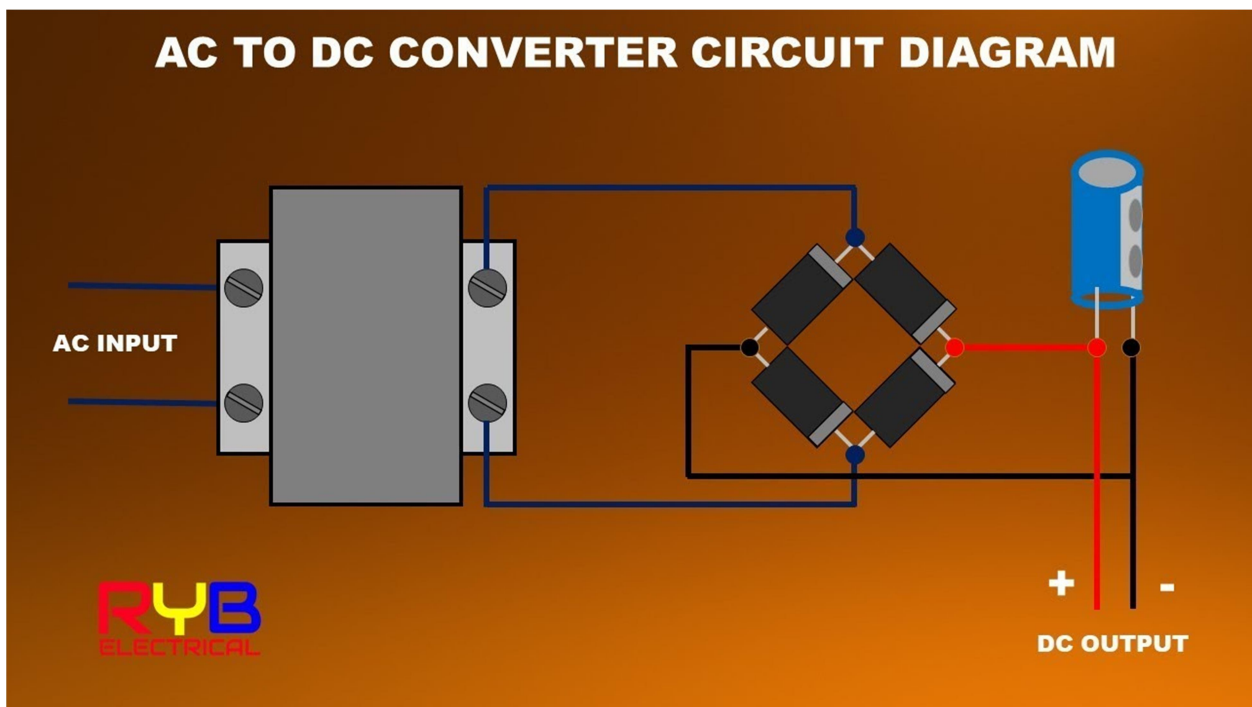 AC TO DC CONVERTER CIRCUIT DIAGRAM
AC INPUT
+ -
DC OUTPUT
RYB
ELECTRICAL